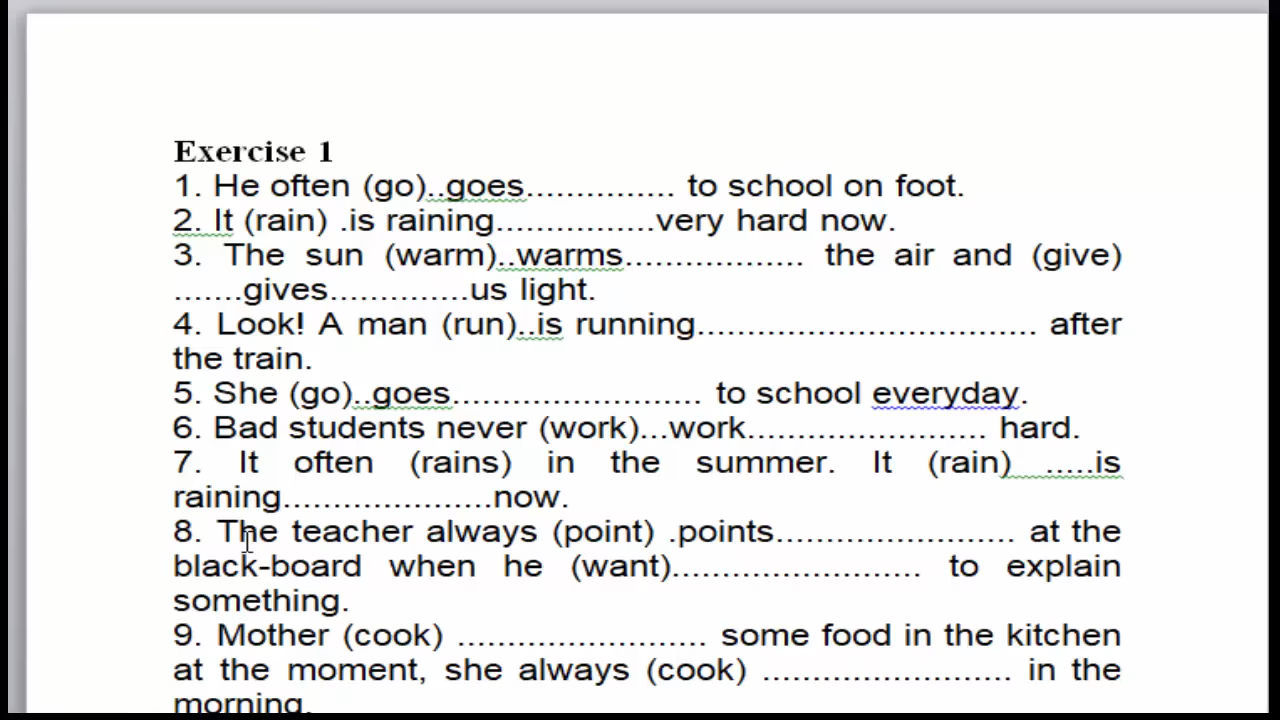 Exercise 1
1. He often (go)..goes............... to school on foot.
2. It (rain) .is raining................very hard now.
3. The sun (warm)..warms.................. the air and (give)
.......gives..............us light.
4. Look! A man (run)..is running.................................. after
the train.
5. She (go)..goes......................... to school everyday.
6. Bad students never (work)...work........................ hard.
7. It often (rains) in the summer. It (rain) .....is
raining.....................now.
8. The teacher always (point) .points........................ at the
black-board when he (want)......................... to explain
something.
9. Mother (cook) ......................... some food in the kitchen
at the moment, she always (cook) ......................... in the
morning.